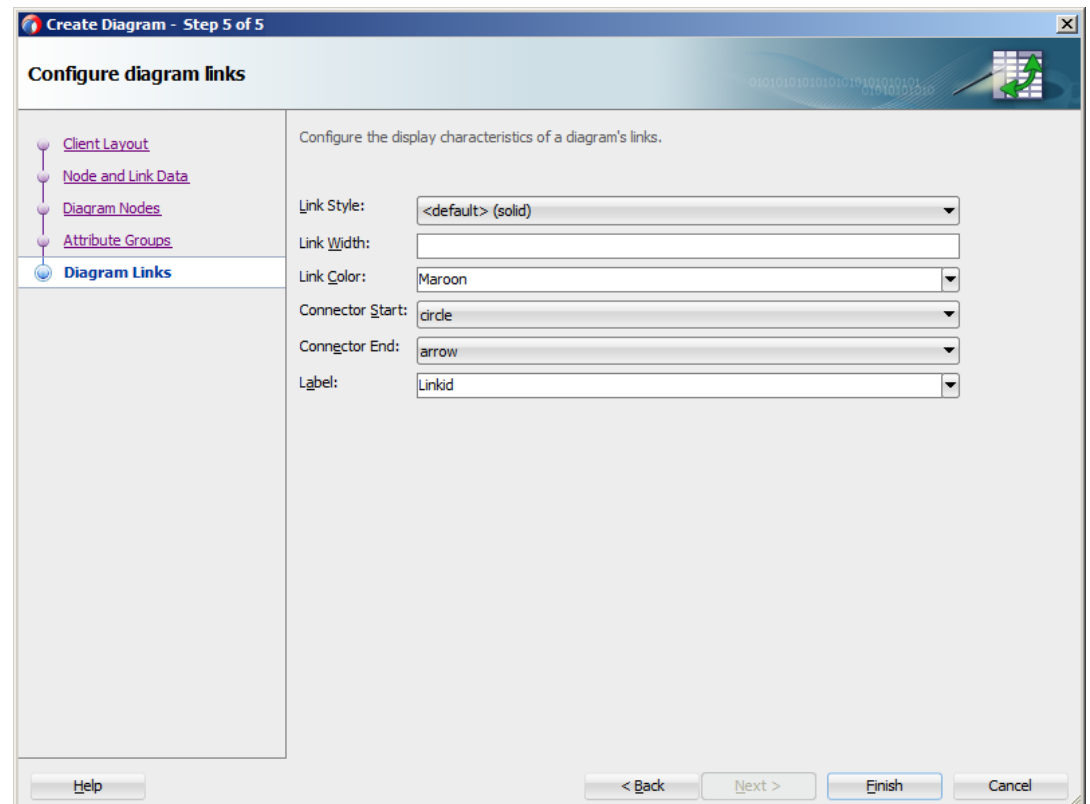 Create Diagram - Step 5 of 5
Configure diagram links
Client Layout
Node and Link Data
Diagram Nodes
Attribute Groups
Diagram Links
Configure the display characteristics of a diagram's links.
Link Style: <default> (solid)
Link Width:
Link Color: Maroon
Connector Start: circle
Connector End: arrow
Label: Linkid
Help < Back Next > Finish Cancel